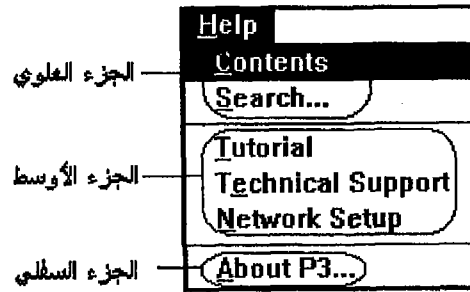 Help
Contents
الجزء العلوي
Search...
Tutorial
الجزء الأوسط
Technical Support
Network Setup
الجزء السفلي
About P3...